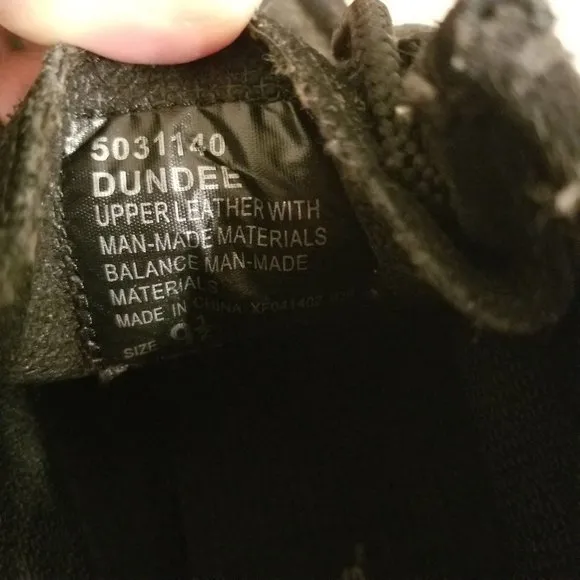 5031140
DUNDEE
UPPER LEATHER WITH
MAN-MADE MATERIALS
BALANCE MAN-MADE
MATERIALS
MADE IN CHINA
SIZE